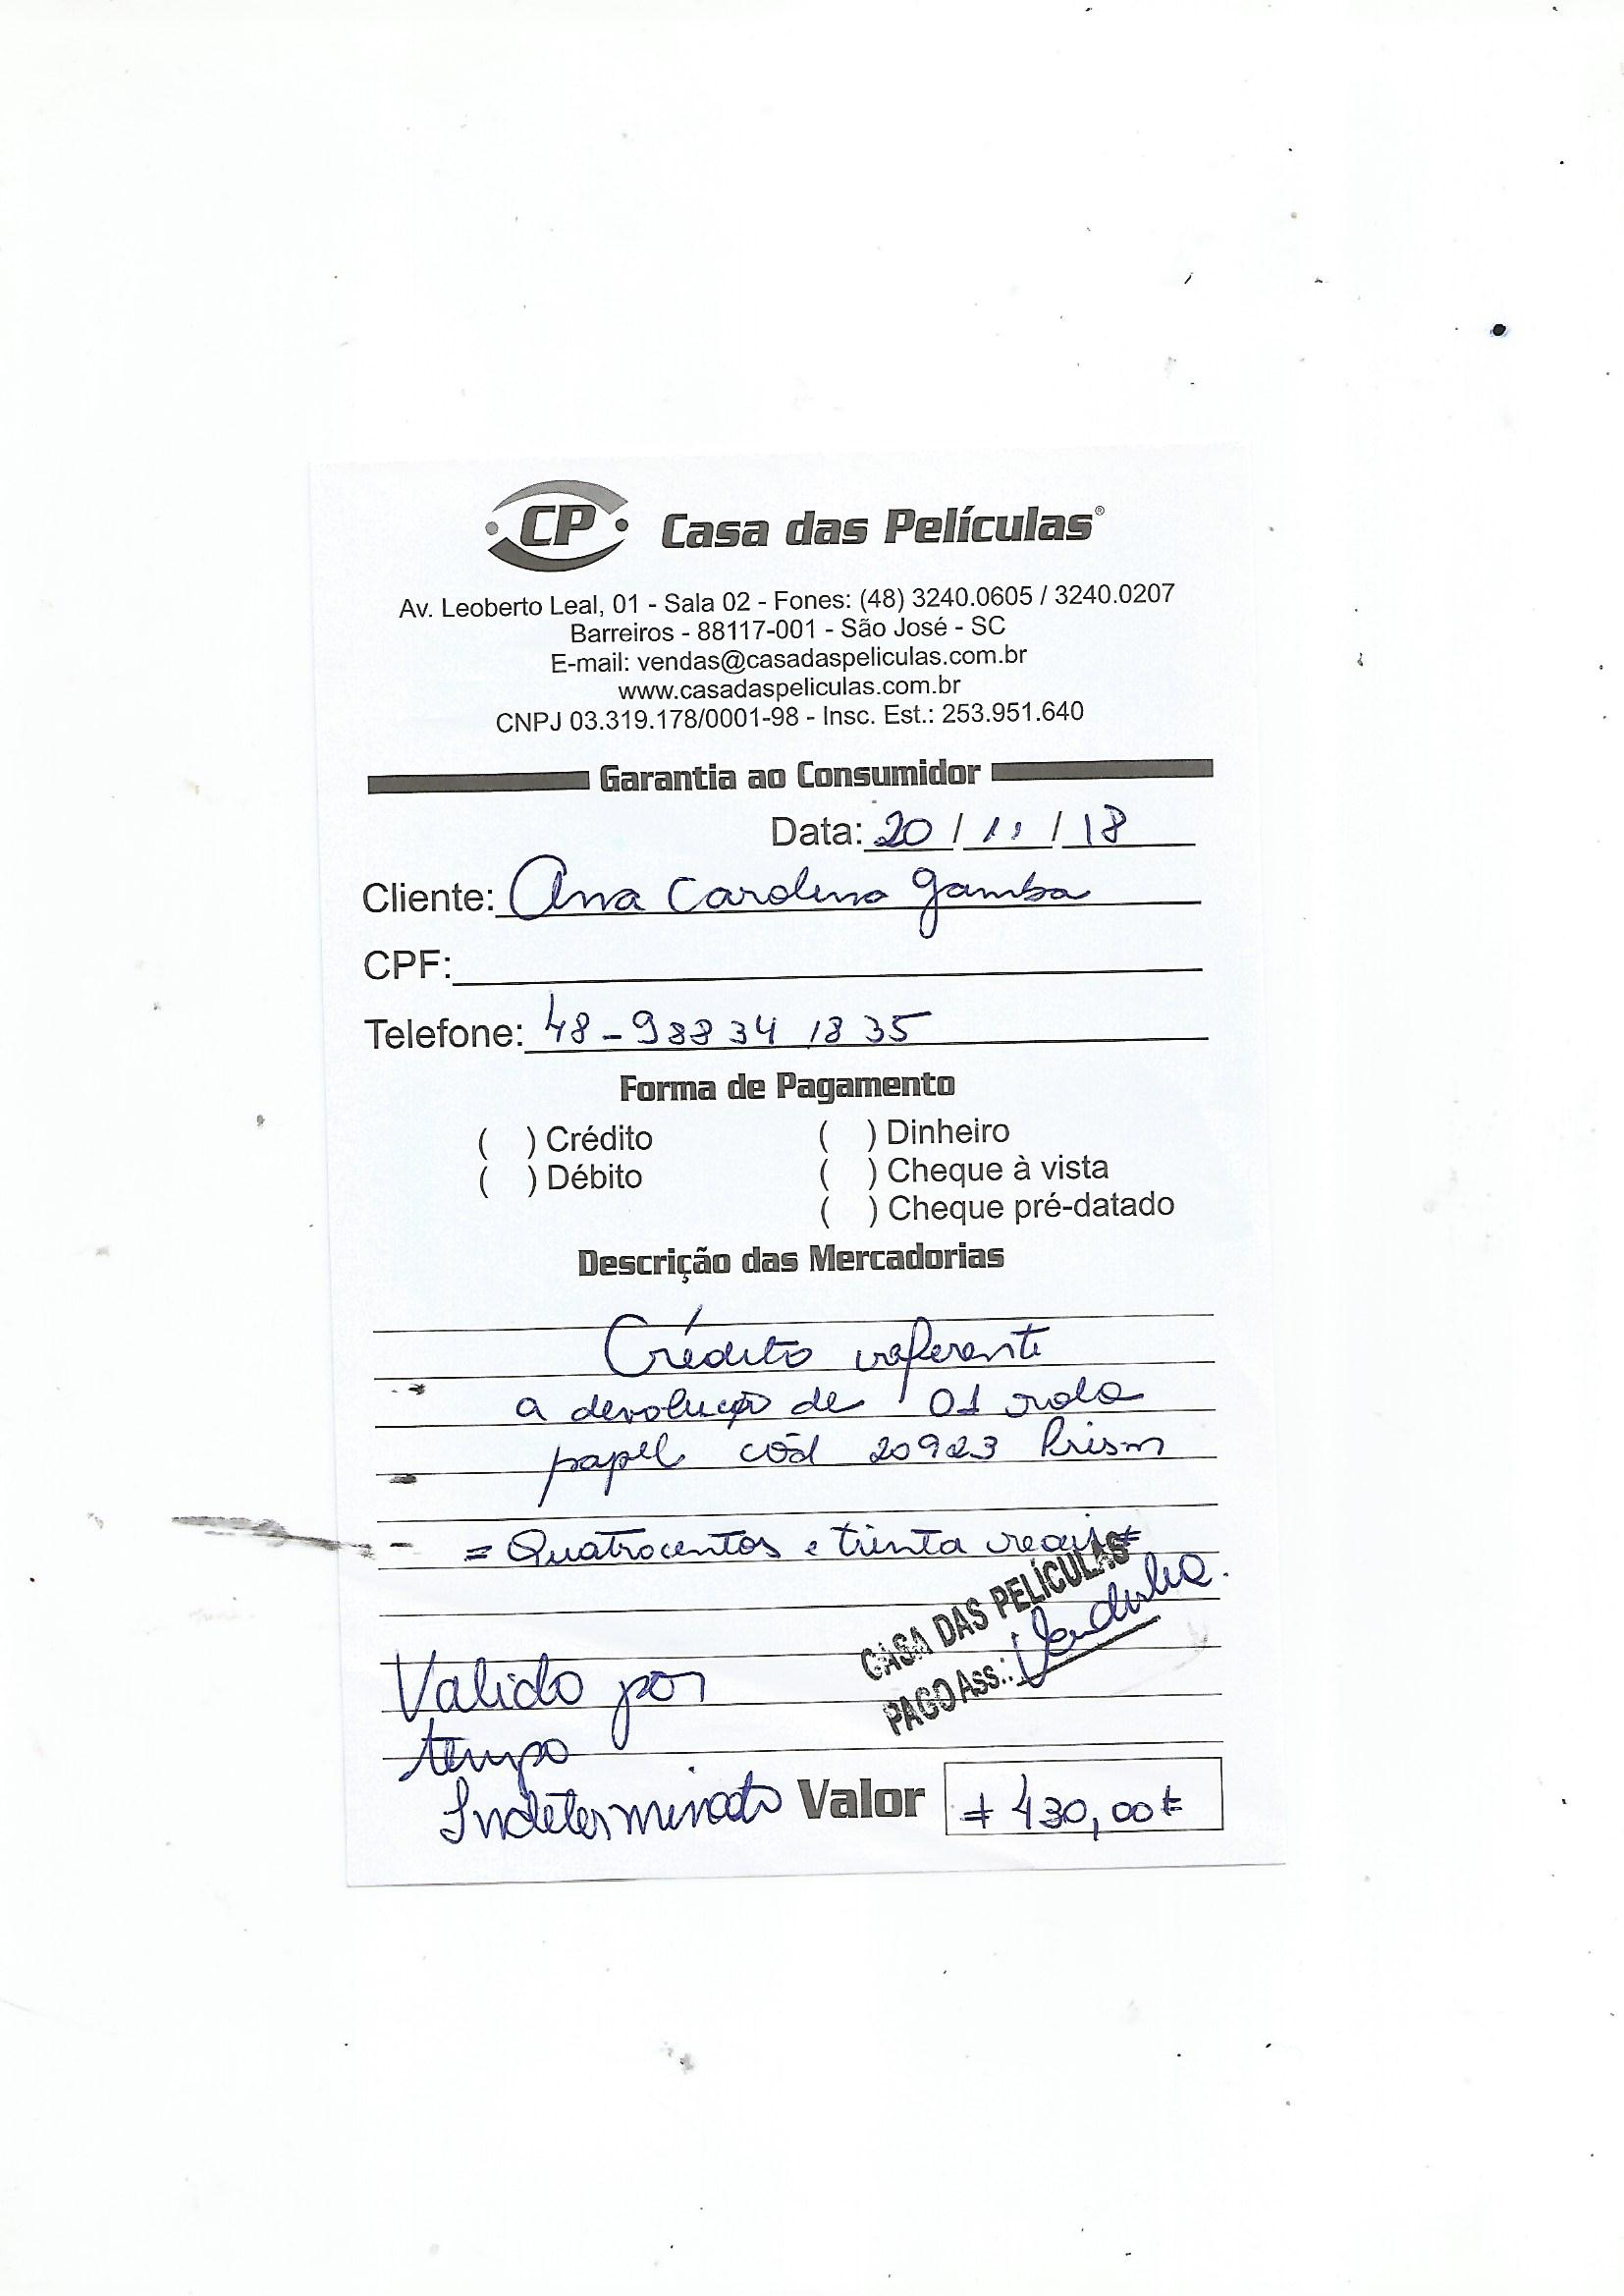 CP Casa das Películas®
Av. Leoberto Leal, 01 - Sala 02 - Fones: (48) 3240.0605 / 3240.0207
Barreiros - 88117-001 - São José - SC
E-mail: vendas@casadaspeliculas.com.br
www.casadaspeliculas.com.br
CNPJ 03.319.178/0001-98 - Insc. Est.: 253.951.640
Garantia ao Consumidor
Data: 20 / 11 / 18
Cliente: Ana Carolina Gamba
CPF:
Telefone: 48-98834 1835
Forma de Pagamento
( ) Crédito ( ) Dinheiro
( ) Débito ( ) Cheque à vista
( ) Cheque pré-datado
Descrição das Mercadorias
Crédito referente
a devolução de 01 rolo
papel cód 20923 Prism
= Quatrocentos e trinta reais =
CASA DAS PELÍCULAS
PAGO Ass.:
Valido por
tempo
Indeterminado Valor ≠ 430,00 ≠